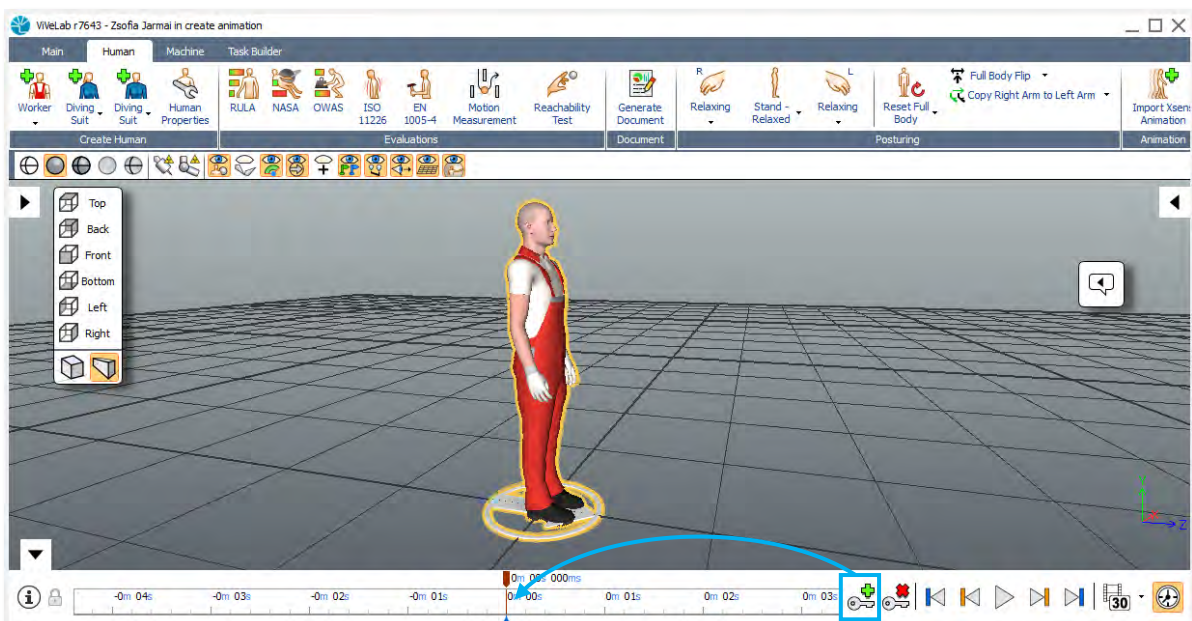 ViVeLab r7643 - Zsofia Jarmai in create animation
Main Human Machine Task Builder
Worker
Diving Suit
Diving Suit
Human Properties
RULA
NASA
OWAS
ISO 11226
EN 1005-4
Motion Measurement
Reachability Test
Generate Document
R
Relaxing
Stand - Relaxed
L
Relaxing
Reset Full Body
Full Body Flip
Copy Right Arm to Left Arm
Import Xsens Animation
Create Human Evaluations Document Posturing Animation
Top
Back
Front
Bottom
Left
Right
Z
0m 00s 000ms
-0m 04s -0m 03s -0m 02s -0m 01s 0m 00s 0m 01s 0m 02s 0m 03s
30